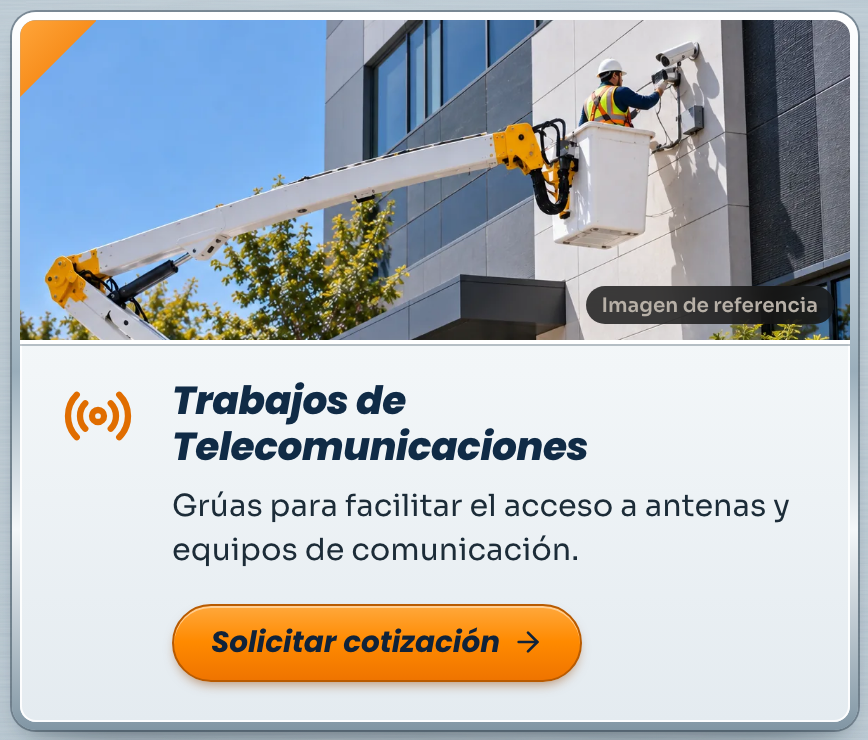 Imagen de referencia
Trabajos de
Telecomunicaciones
Grúas para facilitar el acceso a antenas y
equipos de comunicación.
Solicitar cotización →